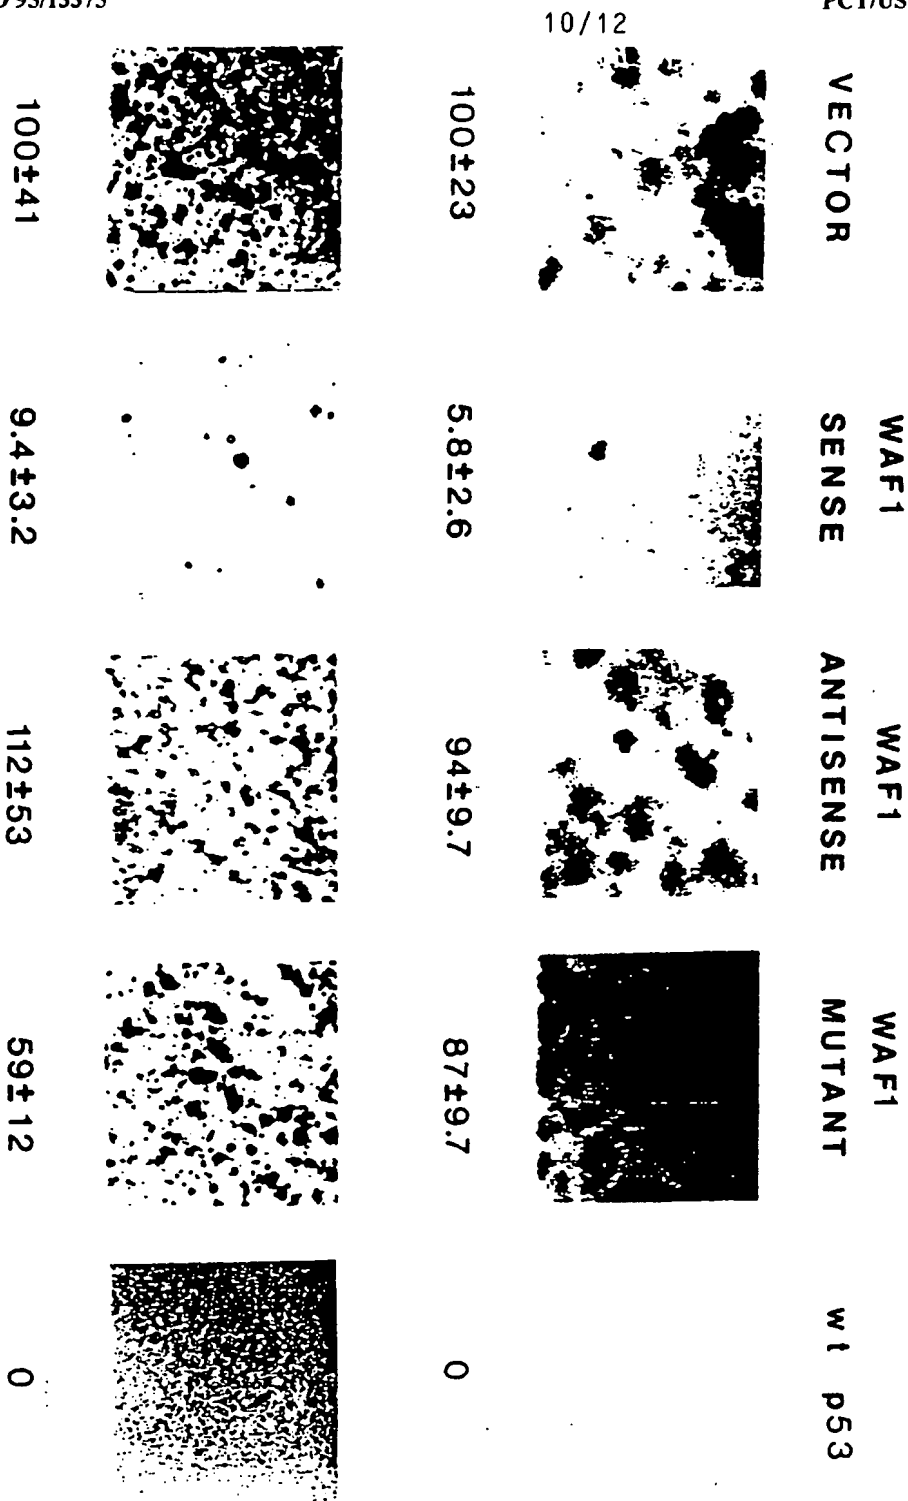 10/12
VECTOR
WAF1
SENSE
WAF1
ANTISENSE
WAF1
MUTANT
wt p53
100±23
5.8±2.6
94±9.7
87±9.7
0
100±41
9.4±3.2
112±53
59±12
0